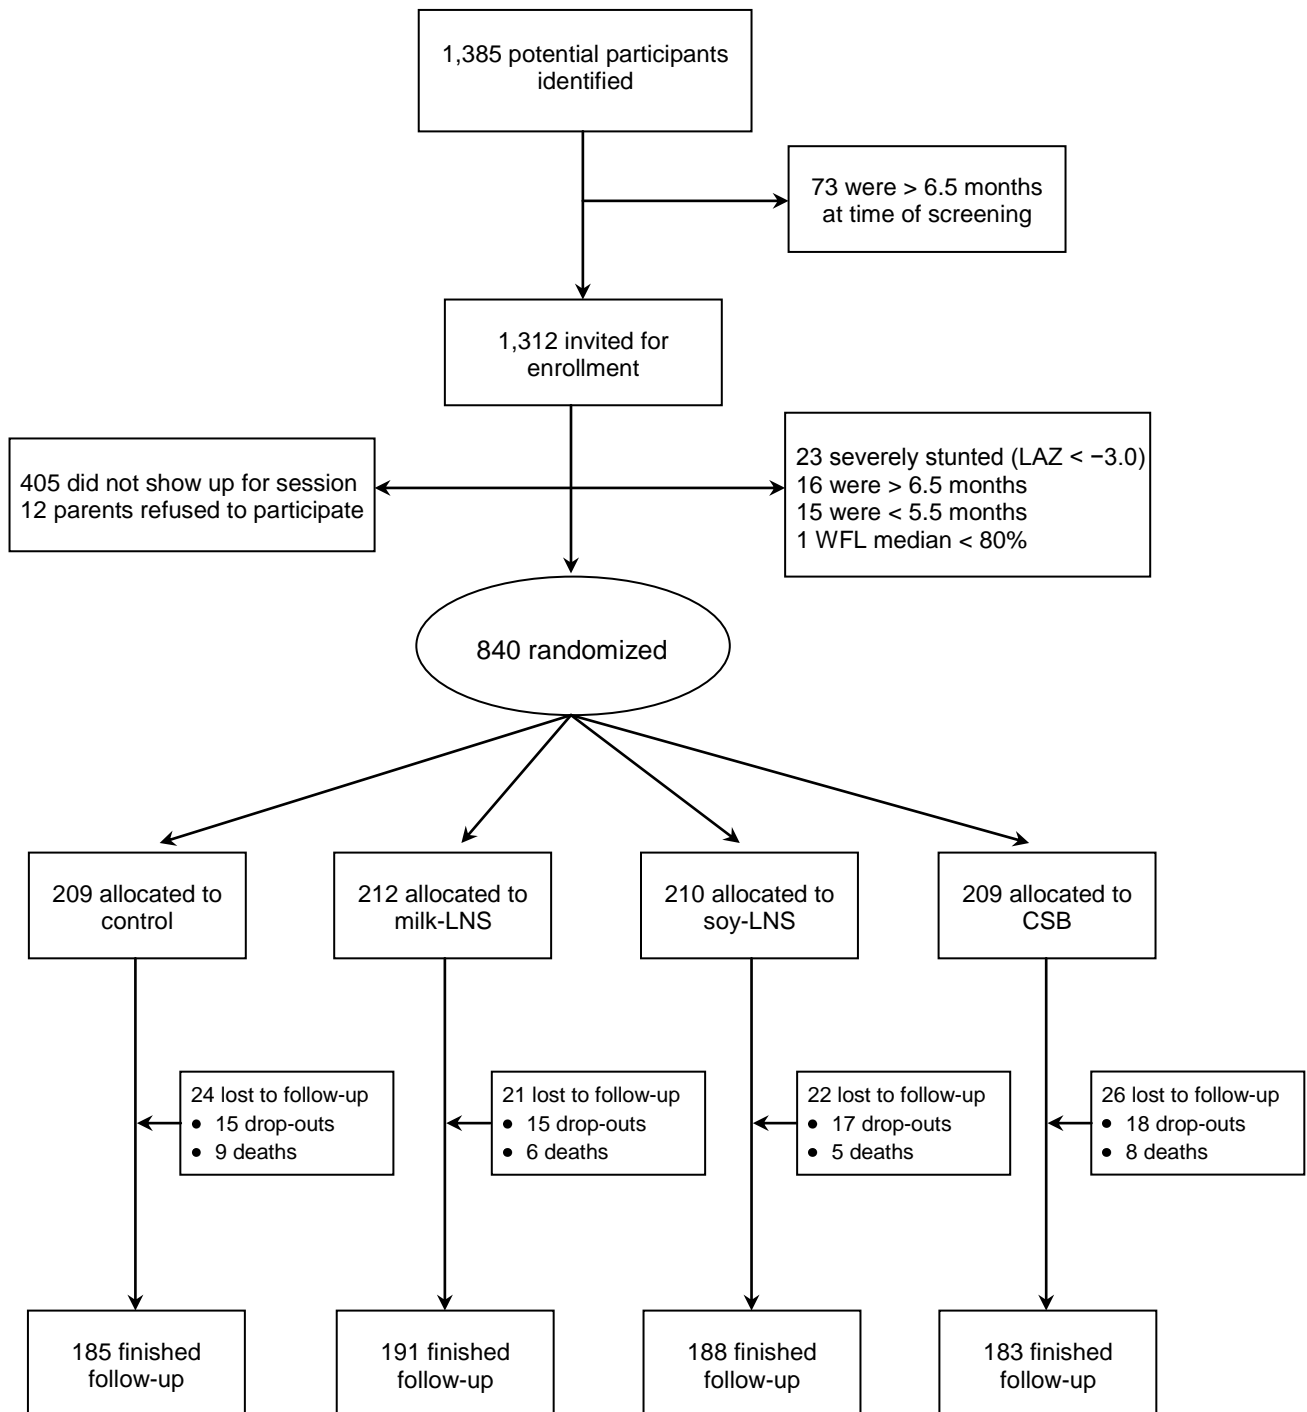 1,385 potential participants
identified
73 were > 6.5 months
at time of screening
1,312 invited for
enrollment
405 did not show up for session
12 parents refused to participate
23 severely stunted (LAZ < −3.0)
16 were > 6.5 months
15 were < 5.5 months
1 WFL median < 80%
840 randomized
209 allocated to
control
212 allocated to
milk-LNS
210 allocated to
soy-LNS
209 allocated to
CSB
24 lost to follow-up
• 15 drop-outs
• 9 deaths
21 lost to follow-up
• 15 drop-outs
• 6 deaths
22 lost to follow-up
• 17 drop-outs
• 5 deaths
26 lost to follow-up
• 18 drop-outs
• 8 deaths
185 finished
follow-up
191 finished
follow-up
188 finished
follow-up
183 finished
follow-up